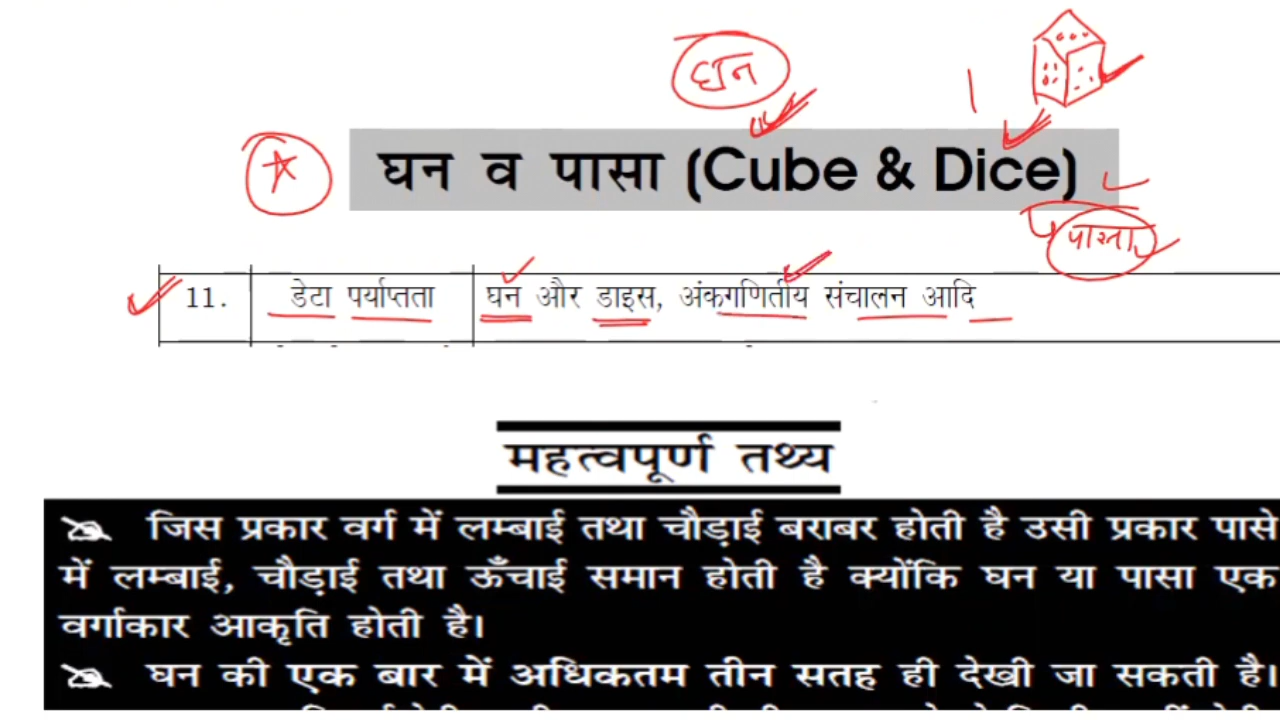 घन
घन व पासा (Cube & Dice)
पासा
11. डेटा पर्याप्तता घन और डाइस, अंकगणितीय संचालन आदि
महत्वपूर्ण तथ्य
जिस प्रकार वर्ग में लम्बाई तथा चौड़ाई बराबर होती है उसी प्रकार पासे
में लम्बाई, चौड़ाई तथा ऊँचाई समान होती है क्योंकि घन या पासा एक
वर्गाकार आकृति होती है।
घन की एक बार में अधिकतम तीन सतह ही देखी जा सकती है।